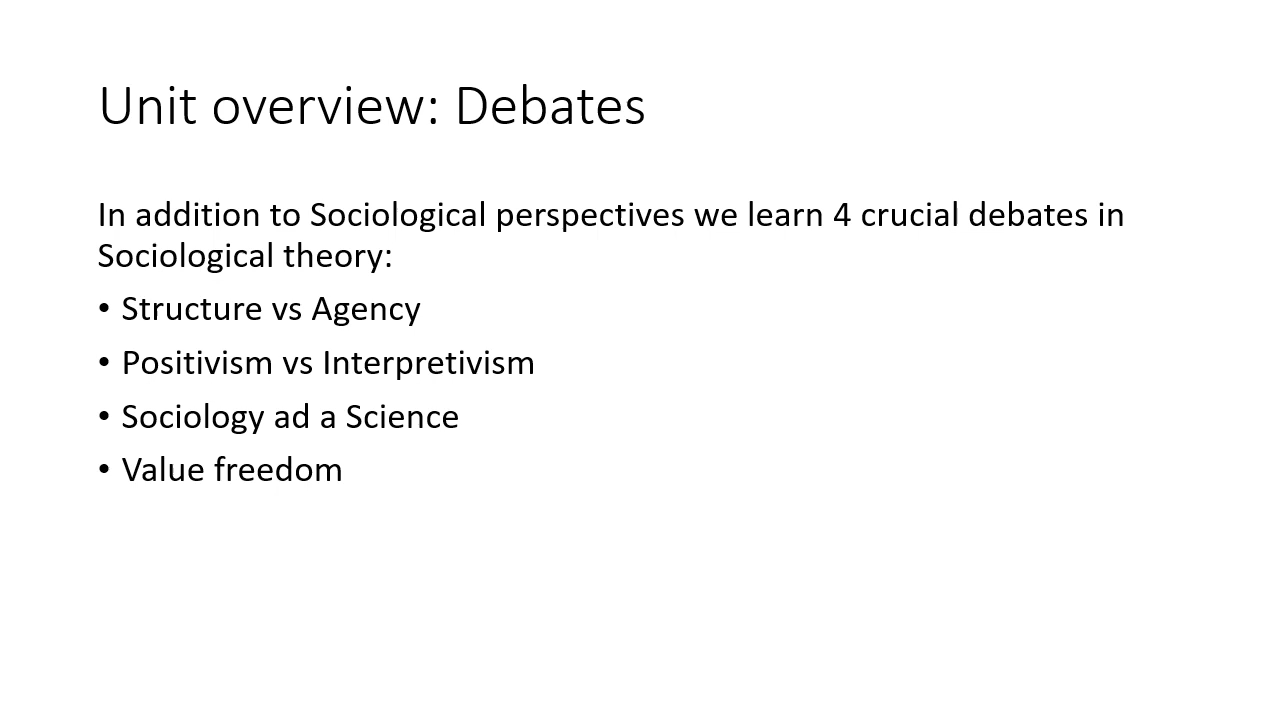 Unit overview: Debates
In addition to Sociological perspectives we learn 4 crucial debates in
Sociological theory:
• Structure vs Agency
• Positivism vs Interpretivism
• Sociology ad a Science
• Value freedom